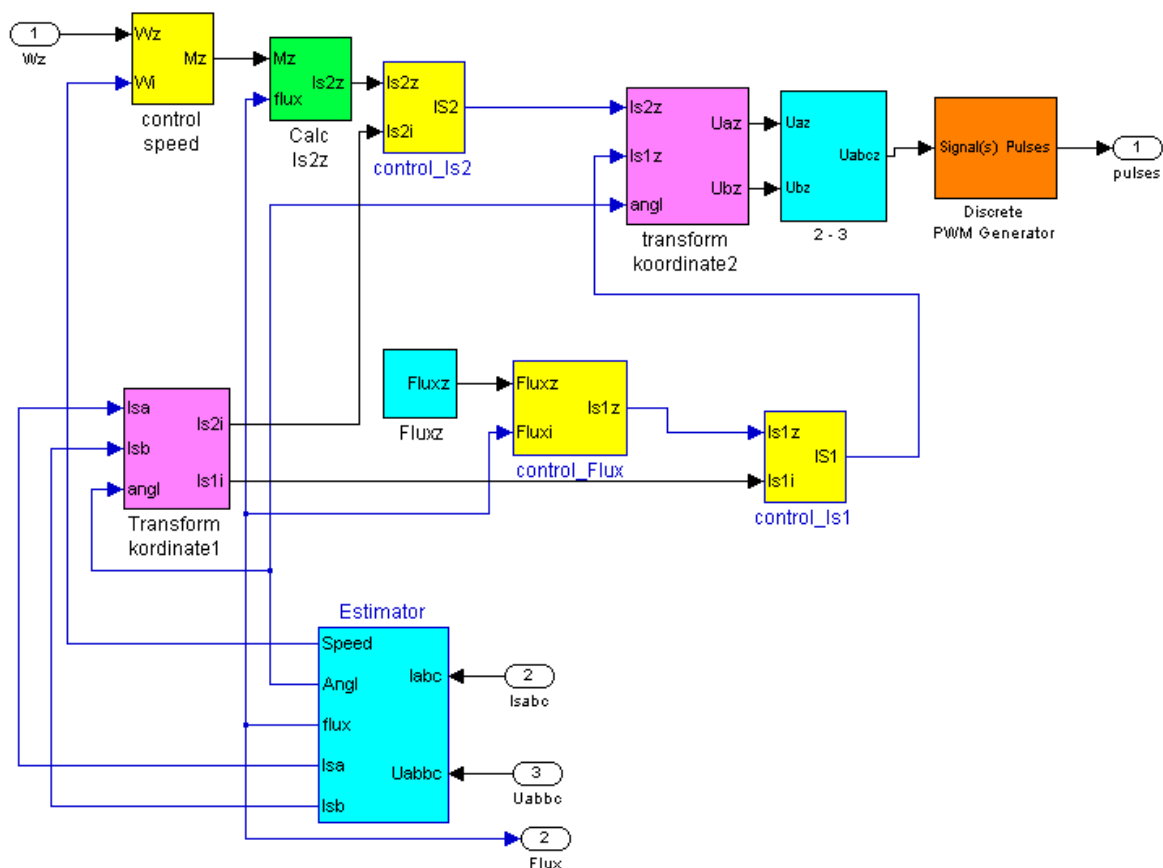 1
Wz
Wz
Wi
Mz
control
speed
Mz
flux
Is2z
Calc
Is2z
Is2z
Is2i
IS2
control_Is2
Is2z
Is1z
angl
Uaz
Ubz
transform
koordinate2
Uaz
Ubz
Uabcz
2 - 3
Signal(s) Pulses
Discrete
PWM Generator
1
pulses
Isa
Isb
angl
Is2i
Is1i
Transform
kordinate1
Fluxz
Fluxz
Fluxz
Fluxi
Is1z
control_Flux
Is1z
Is1i
IS1
control_Is1
Estimator
Speed
Angl
flux
Isa
Isb
Iabc
Uabbc
2
Isabc
3
Uabbc
2
Flux